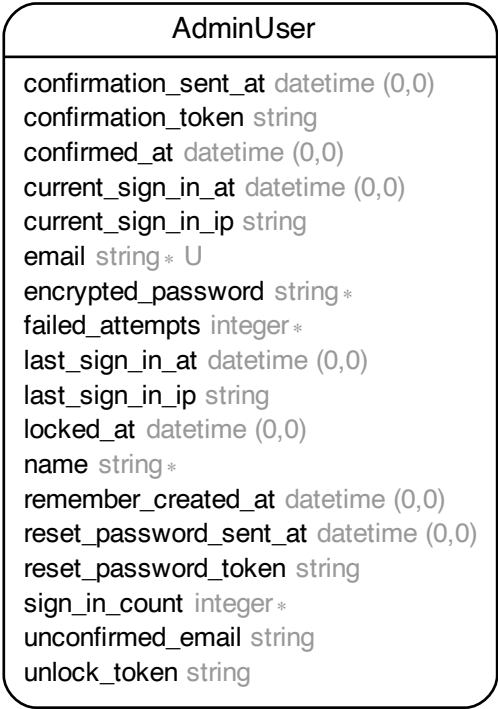 AdminUser
confirmation_sent_at datetime (0,0)
confirmation_token string
confirmed_at datetime (0,0)
current_sign_in_at datetime (0,0)
current_sign_in_ip string
email string∗ U
encrypted_password string∗
failed_attempts integer∗
last_sign_in_at datetime (0,0)
last_sign_in_ip string
locked_at datetime (0,0)
name string∗
remember_created_at datetime (0,0)
reset_password_sent_at datetime (0,0)
reset_password_token string
sign_in_count integer∗
unconfirmed_email string
unlock_token string